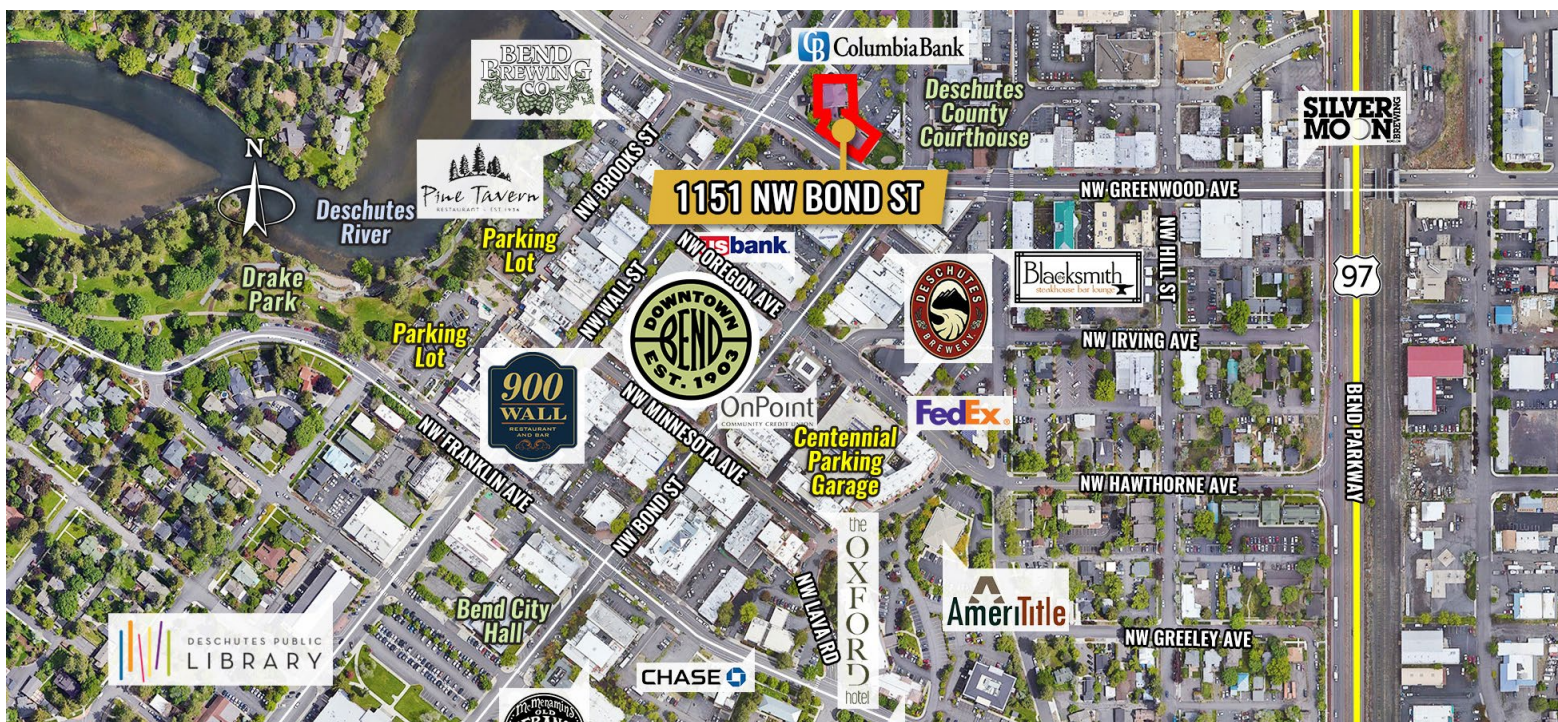 BEND
BREWING
CO
CB Columbia Bank
Deschutes
County
Courthouse
SILVER
MOON
BREWING
N
Pine Tavern
RESTAURANT - EST. 1936
NW BROOKS ST
Deschutes
River
1151 NW BOND ST
NW GREENWOOD AVE
Parking
Lot
usbank
NW OREGON AVE
NW HILL ST
Drake
Park
NW WALL ST
DOWNTOWN
BEND
EST. 1903
DESCHUTES
BREWERY
Blacksmith
steakhouse bar lounge
97
Parking
Lot
NW IRVING AVE
900
WALL
RESTAURANT
AND BAR
NW MINNESOTA AVE
OnPoint
COMMUNITY CREDIT UNION
FedEx
BEND PARKWAY
NW FRANKLIN AVE
Centennial
Parking
Garage
NW HAWTHORNE AVE
NW BOND ST
the
OXFORD
hotel
NW LAVA RD
AmeriTitle
Bend City
Hall
NW GREELEY AVE
DESCHUTES PUBLIC
LIBRARY
CHASE
McMenamins
OLD